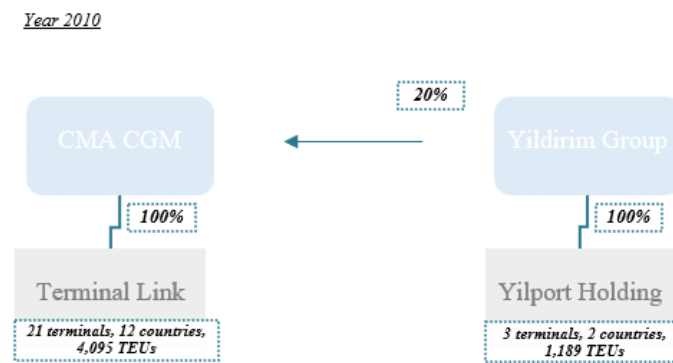 Year 2010
20%
CMA CGM
Yildirim Group
100%
100%
Terminal Link
Yilport Holding
21 terminals, 12 countries,
4,095 TEUs
3 terminals, 2 countries,
1,189 TEUs